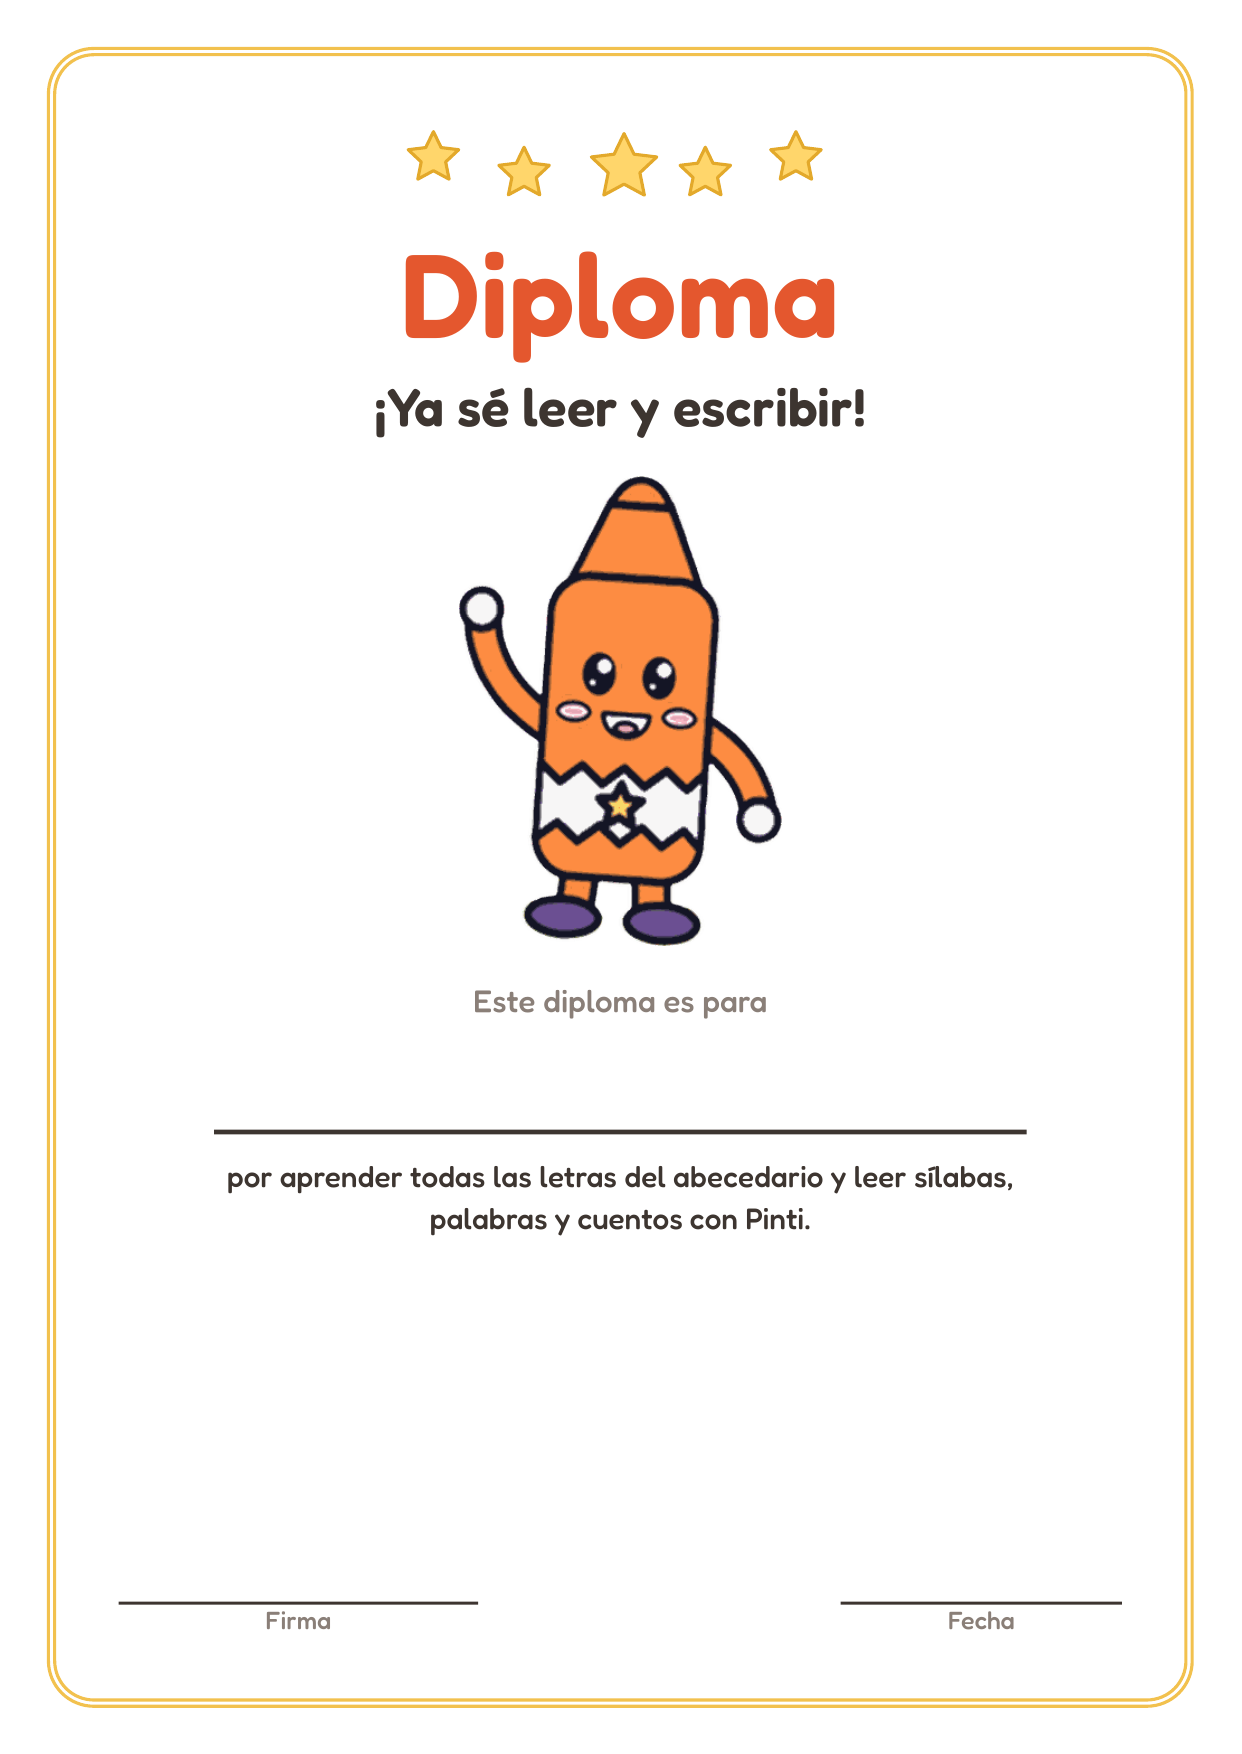 Diploma
¡Ya sé leer y escribir!
Este diploma es para
por aprender todas las letras del abecedario y leer sílabas,
palabras y cuentos con Pinti.
Firma
Fecha